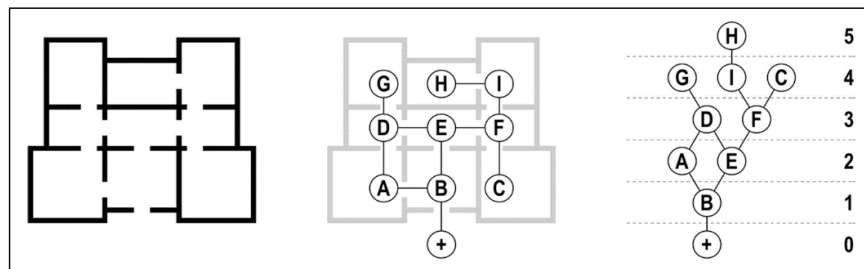 G H I
D E F
A B C
+
H 5
G I C 4
D F 3
A E 2
B 1
+ 0